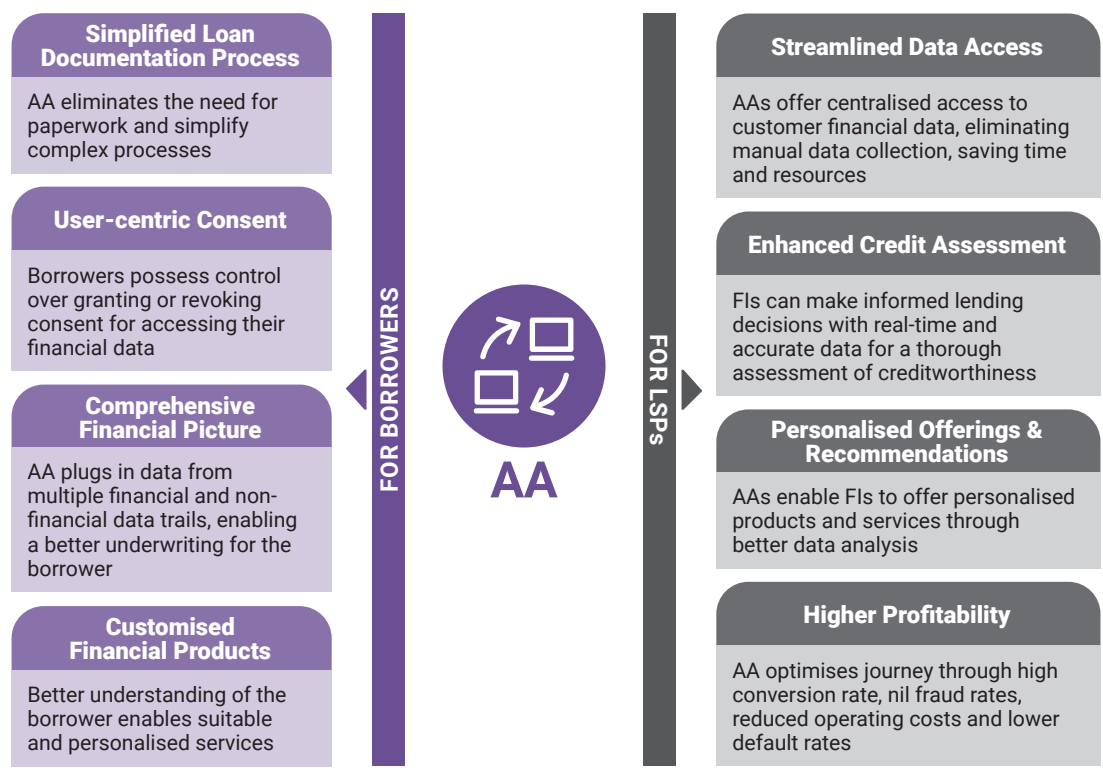 Simplified Loan
Documentation Process
AA eliminates the need for
paperwork and simplify
complex processes
User-centric Consent
Borrowers possess control
over granting or revoking
consent for accessing their
financial data
Comprehensive
Financial Picture
AA plugs in data from
multiple financial and non-
financial data trails, enabling
a better underwriting for the
borrower
Customised
Financial Products
Better understanding of the
borrower enables suitable
and personalised services
FOR BORROWERS
AA
FOR LSPs
Streamlined Data Access
AAs offer centralised access to
customer financial data, eliminating
manual data collection, saving time
and resources
Enhanced Credit Assessment
FIs can make informed lending
decisions with real-time and
accurate data for a thorough
assessment of creditworthiness
Personalised Offerings &
Recommendations
AAs enable FIs to offer personalised
products and services through
better data analysis
Higher Profitability
AA optimises journey through high
conversion rate, nil fraud rates,
reduced operating costs and lower
default rates